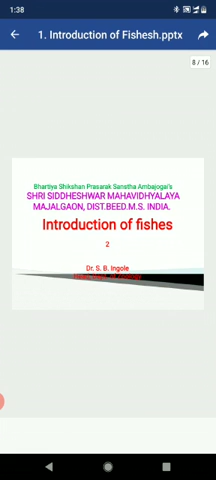 1:38
1. Introduction of Fishesh.pptx
8 / 16
Bhartiya Shikshan Prasarak Sanstha Ambajogai's
SHRI SIDDHESHWAR MAHAVIDHYALAYA
MAJALGAON, DIST.BEED.M.S. INDIA.
Introduction of fishes
2
Dr. S. B. Ingole